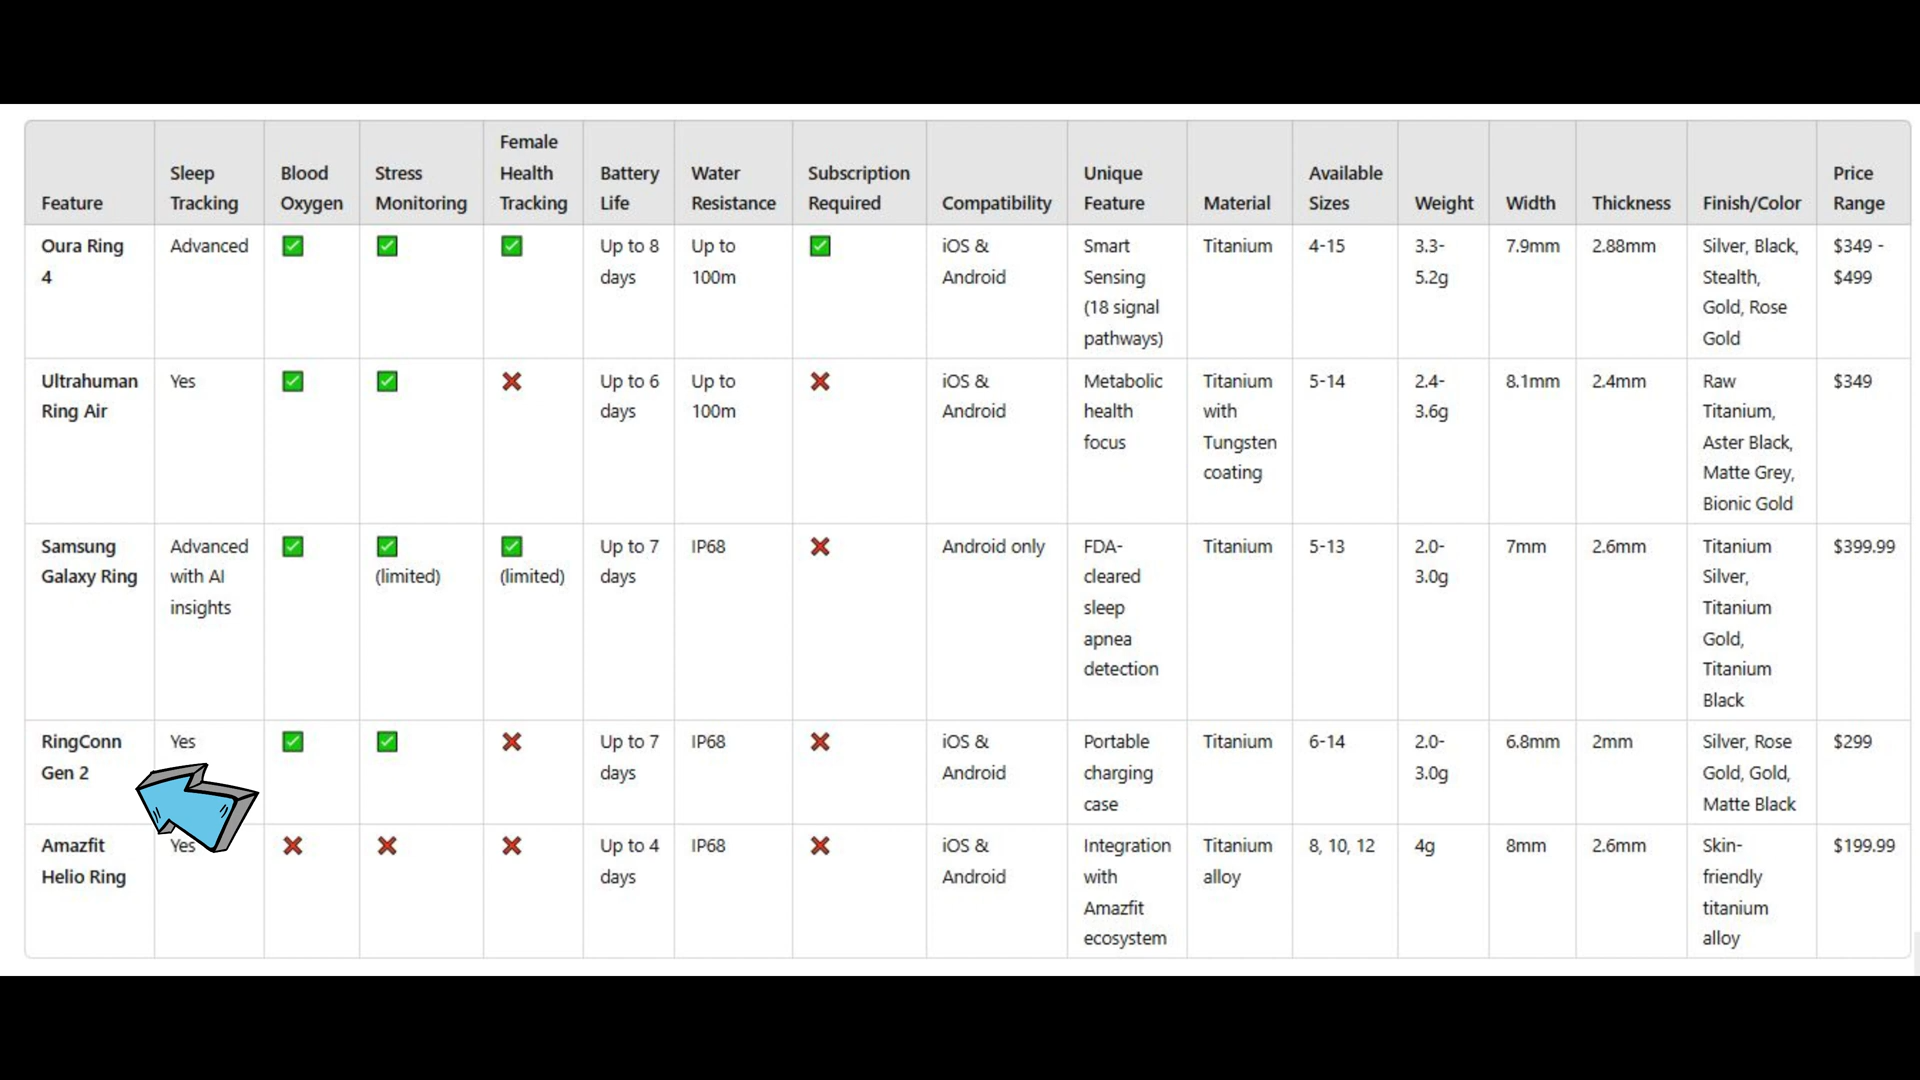 Feature Sleep Tracking Blood Oxygen Stress Monitoring Female Health Tracking Battery Life Water Resistance Subscription Required Compatibility Unique Feature Material Available Sizes Weight Width Thickness Finish/Color Price Range
Oura Ring 4 Advanced ✅ ✅ ✅ Up to 8 days Up to 100m ✅ iOS & Android Smart Sensing (18 signal pathways) Titanium 4-15 3.3-5.2g 7.9mm 2.88mm Silver, Black, Stealth, Gold, Rose Gold $349 - $499
Ultrahuman Ring Air Yes ✅ ✅ ❌ Up to 6 days Up to 100m ❌ iOS & Android Metabolic health focus Titanium with Tungsten coating 5-14 2.4-3.6g 8.1mm 2.4mm Raw Titanium, Aster Black, Matte Grey, Bionic Gold $349
Samsung Galaxy Ring Advanced with AI insights ✅ ✅ (limited) ✅ (limited) Up to 7 days IP68 ❌ Android only FDA-cleared sleep apnea detection Titanium 5-13 2.0-3.0g 7mm 2.6mm Titanium Silver, Titanium Gold, Titanium Black $399.99
RingConn Gen 2 Yes ✅ ✅ ❌ Up to 7 days IP68 ❌ iOS & Android Portable charging case Titanium 6-14 2.0-3.0g 6.8mm 2mm Silver, Rose Gold, Gold, Matte Black $299
Amazfit Helio Ring Yes ❌ ❌ ❌ Up to 4 days IP68 ❌ iOS & Android Integration with Amazfit ecosystem Titanium alloy 8, 10, 12 4g 8mm 2.6mm Skin-friendly titanium alloy $199.99